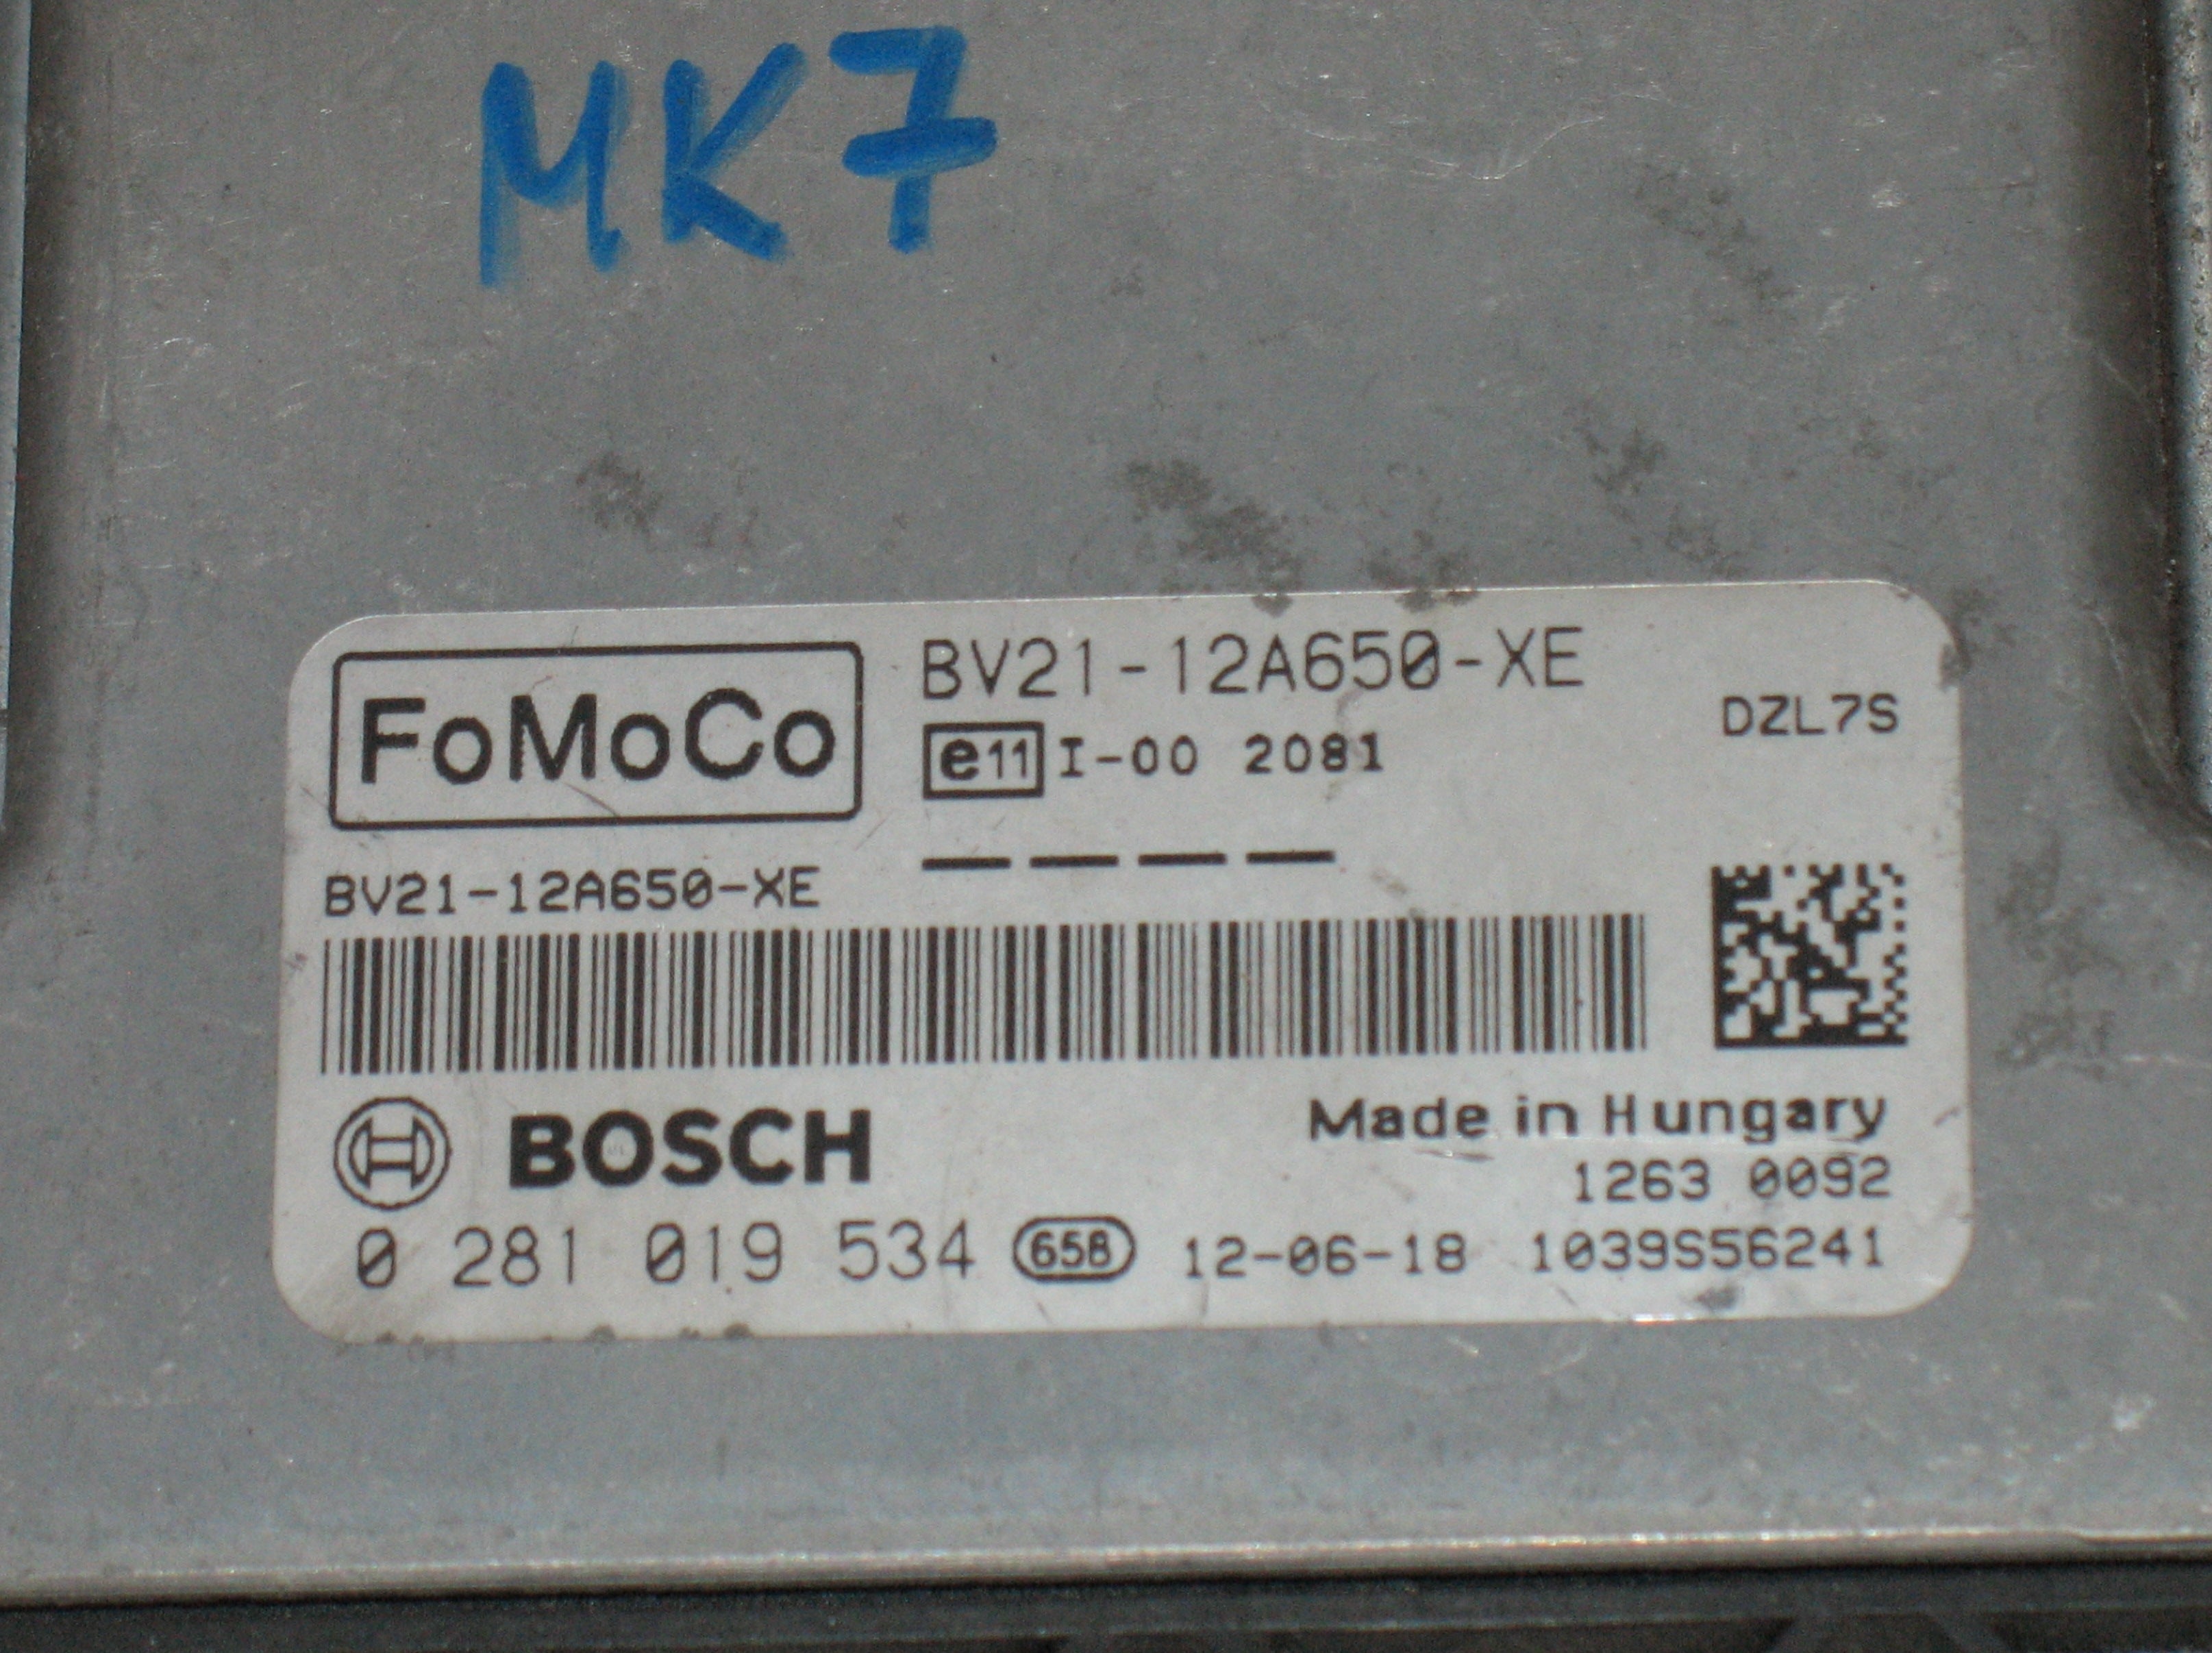 MK7
FoMoCo
BV21-12A650-XE
e11 I-00 2081
DZL7S
– – – –
BV21-12A650-XE
BOSCH
Made in Hungary
1263 0092
0 281 019 534 658 12-06-18 1039S56241